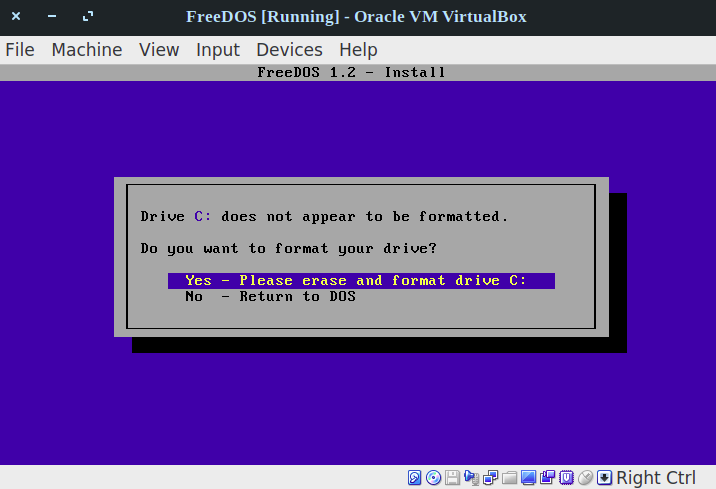 FreeDOS [Running] - Oracle VM VirtualBox
File Machine View Input Devices Help
FreeDOS 1.2 - Install
Drive C: does not appear to be formatted.
Do you want to format your drive?
Yes - Please erase and format drive C:
No - Return to DOS
Right Ctrl